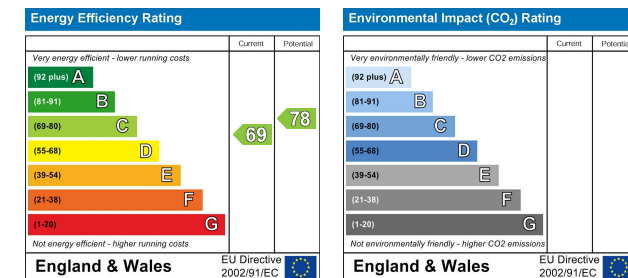 Energy Efficiency Rating
Current Potential
Very energy efficient - lower running costs
(92 plus) A
(81-91) B
(69-80) C
(55-68) D
(39-54) E
(21-38) F
(1-20) G
69
78
Not energy efficient - higher running costs
England & Wales
EU Directive
2002/91/EC
Environmental Impact (CO2) Rating
Current Potentia
Very environmentally friendly - lower CO2 emissions
(92 plus) A
(81-91) B
(69-80) C
(55-68) D
(39-54) E
(21-38) F
(1-20) G
Not environmentally friendly - higher CO2 emissions
England & Wales
EU Directive
2002/91/EC